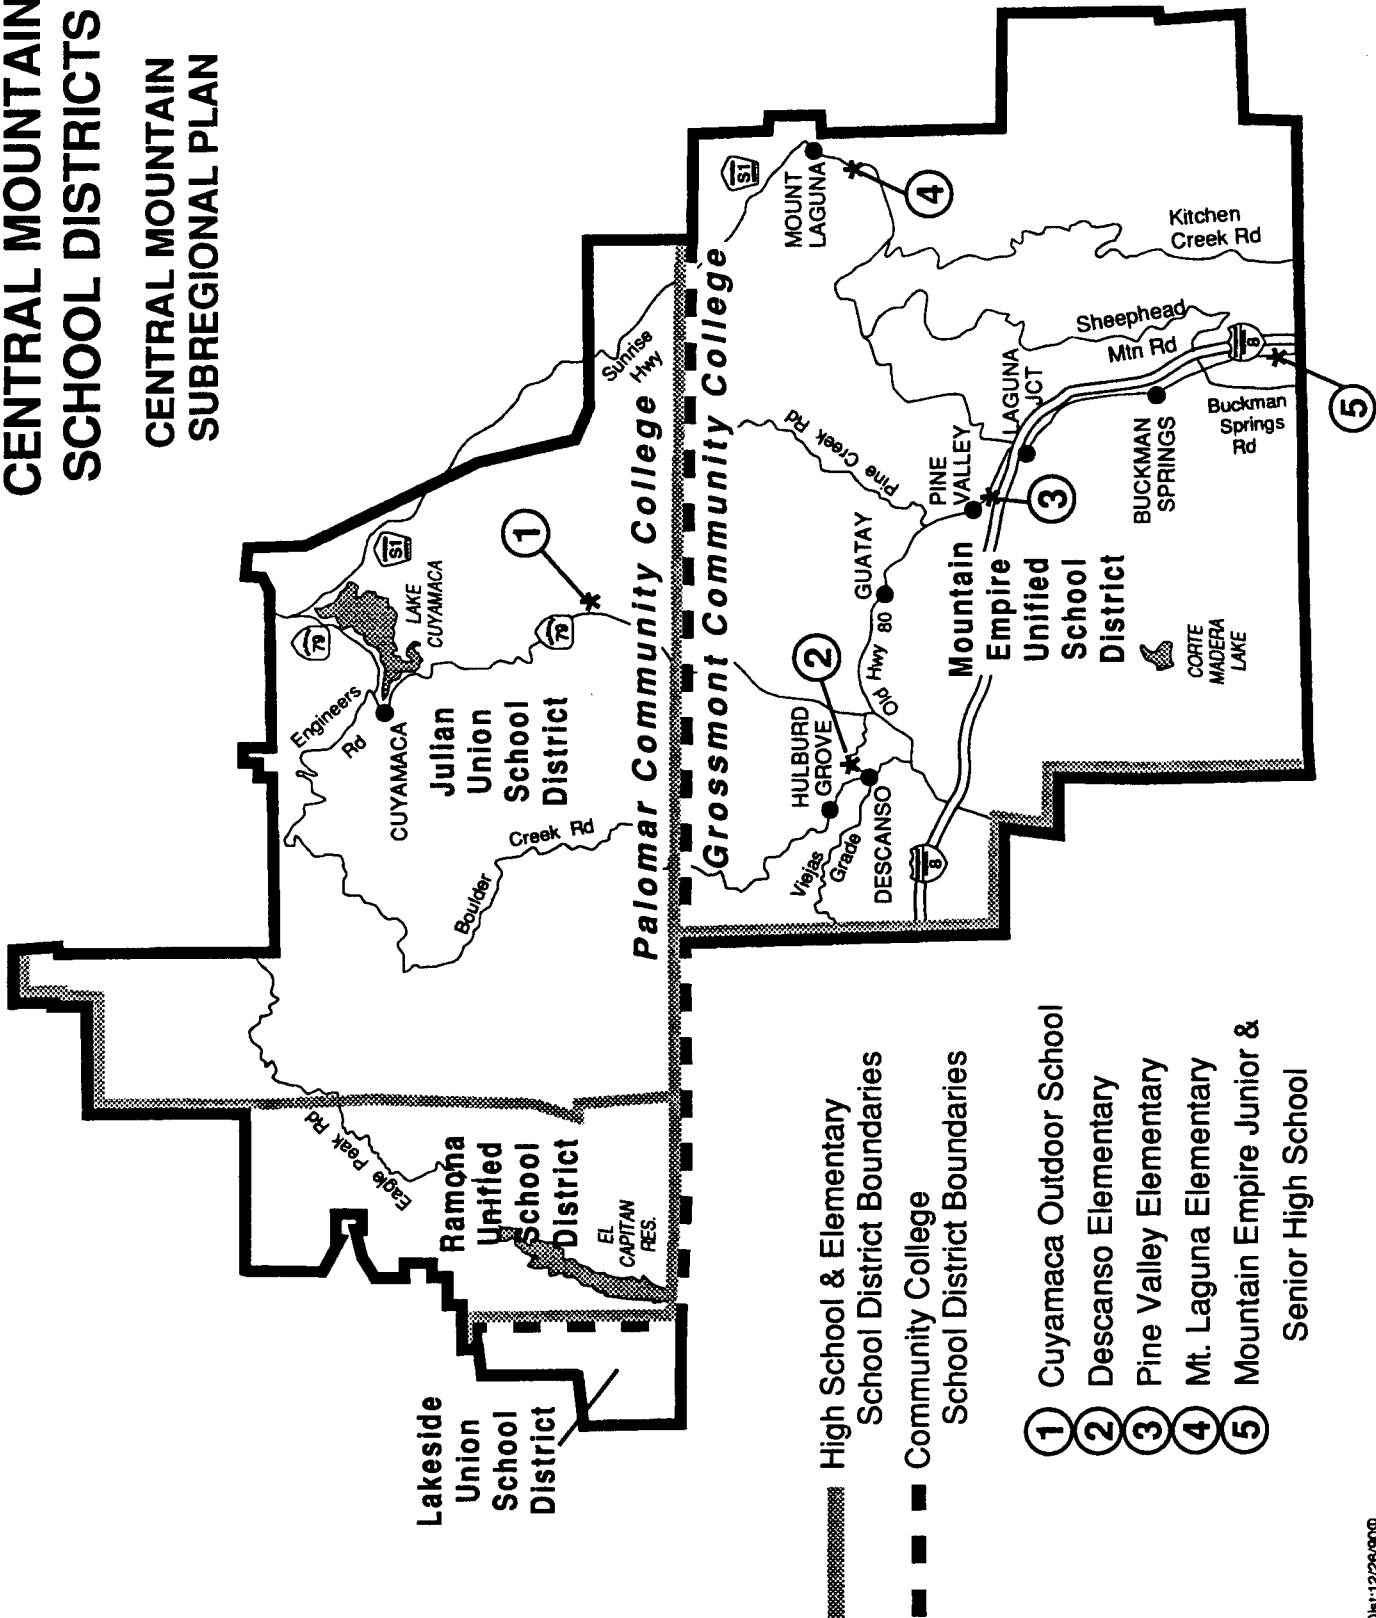 CENTRAL MOUNTAIN
SCHOOL DISTRICTS
CENTRAL MOUNTAIN
SUBREGIONAL PLAN
Lakeside
Union
School
District
Ramona
Unified
School
District
EL
CAPITAN
RES.
Eagle Peak Rd
Engineers
Rd
79
S1
LAKE
CUYAMACA
CUYAMACA
Julian
Union
School
District
Boulder
Creek Rd
79
1
Sunrise
Hwy
Palomar Community College
Grossmont Community College
S1
MOUNT
LAGUNA
4
Kitchen
Creek Rd
Sheephead
Mtn Rd
LAGUNA
JCT
8
5
Buckman
Springs
Rd
BUCKMAN
SPRINGS
Pine Creek Rd
PINE
VALLEY
3
GUATAY
Old Hwy 80
2
HULBURD
GROVE
DESCANSO
Viejas
Grade
8
Mountain
Empire
Unified
School
District
CORTE
MADERA
LAKE
High School & Elementary
School District Boundaries
Community College
School District Boundaries
1 Cuyamaca Outdoor School
2 Descanso Elementary
3 Pine Valley Elementary
4 Mt. Laguna Elementary
5 Mountain Empire Junior &
Senior High School